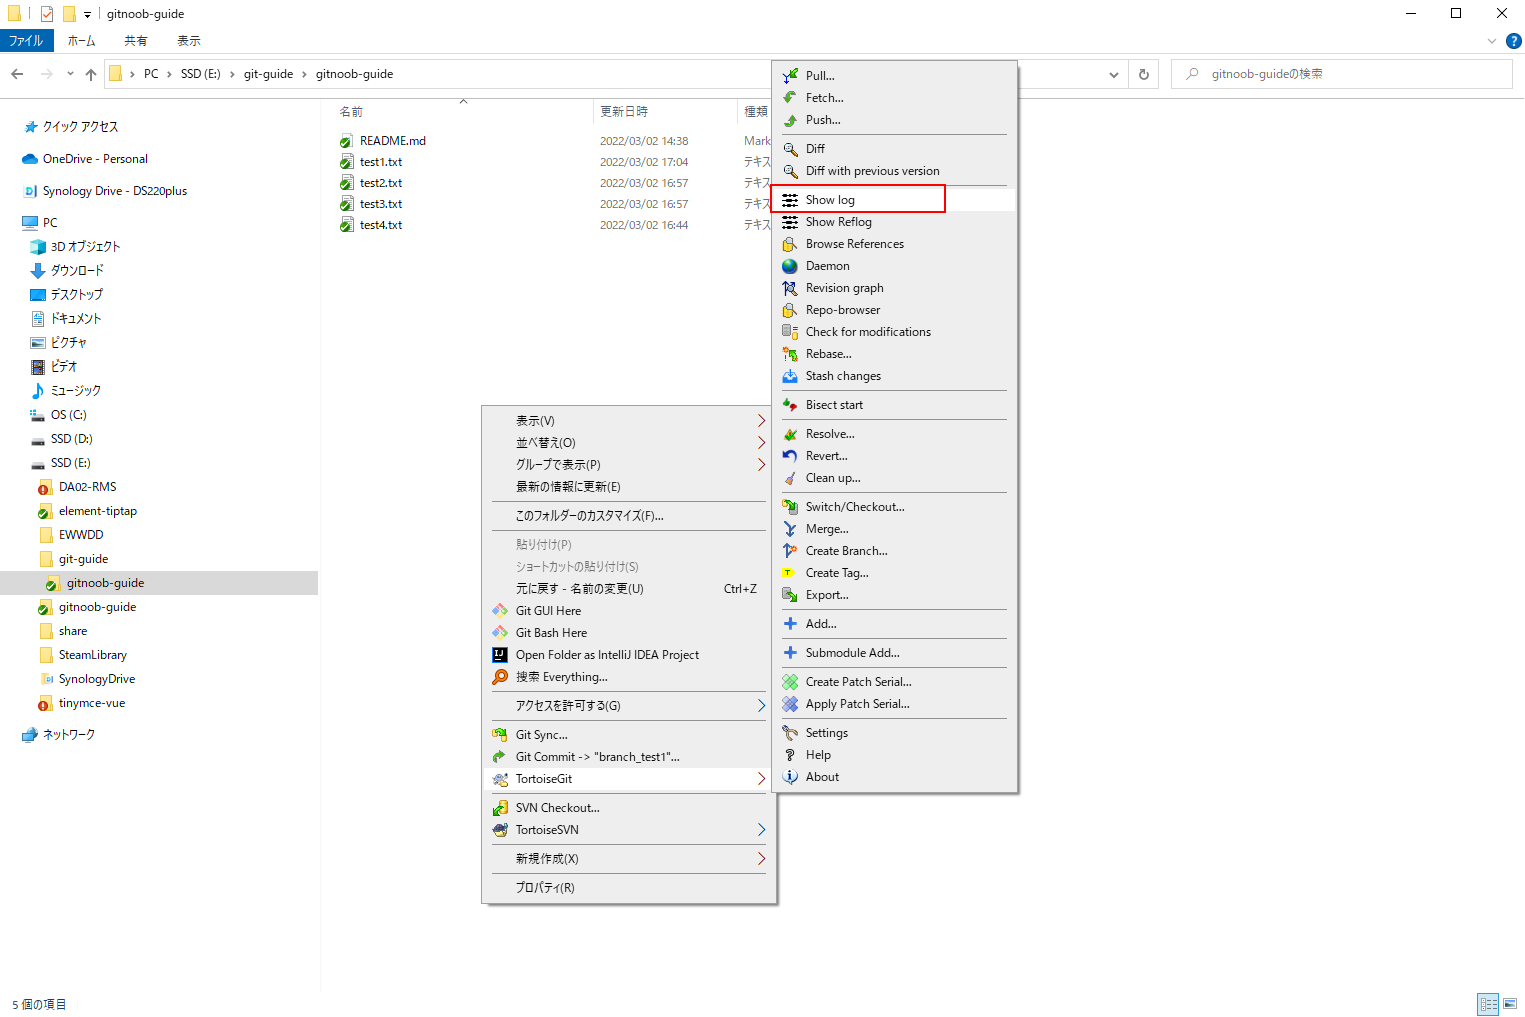 gitnoob-guide
ファイル ホーム 共有 表示
PC › SSD (E:) › git-guide › gitnoob-guide
gitnoob-guideの検索
クイック アクセス
OneDrive - Personal
Synology Drive - DS220plus
PC
3D オブジェクト
ダウンロード
デスクトップ
ドキュメント
ピクチャ
ビデオ
ミュージック
OS (C:)
SSD (D:)
SSD (E:)
DA02-RMS
element-tiptap
EWWDD
git-guide
gitnoob-guide
gitnoob-guide
share
SteamLibrary
SynologyDrive
tinymce-vue
ネットワーク
名前 更新日時 種類
README.md 2022/03/02 14:38 Mark
test1.txt 2022/03/02 17:04 テキス
test2.txt 2022/03/02 16:57 テキス
test3.txt 2022/03/02 16:57 テキス
test4.txt 2022/03/02 16:44 テキス
表示(V)
並べ替え(O)
グループで表示(P)
最新の情報に更新(E)
このフォルダーのカスタマイズ(F)...
貼り付け(P)
ショートカットの貼り付け(S)
元に戻す - 名前の変更(U) Ctrl+Z
Git GUI Here
Git Bash Here
Open Folder as IntelliJ IDEA Project
搜索 Everything...
アクセスを許可する(G)
Git Sync...
Git Commit -> "branch_test1"...
TortoiseGit
SVN Checkout...
TortoiseSVN
新規作成(X)
プロパティ(R)
Pull...
Fetch...
Push...
Diff
Diff with previous version
Show log
Show Reflog
Browse References
Daemon
Revision graph
Repo-browser
Check for modifications
Rebase...
Stash changes
Bisect start
Resolve...
Revert...
Clean up...
Switch/Checkout...
Merge...
Create Branch...
Create Tag...
Export...
Add...
Submodule Add...
Create Patch Serial...
Apply Patch Serial...
Settings
Help
About
5 個の項目